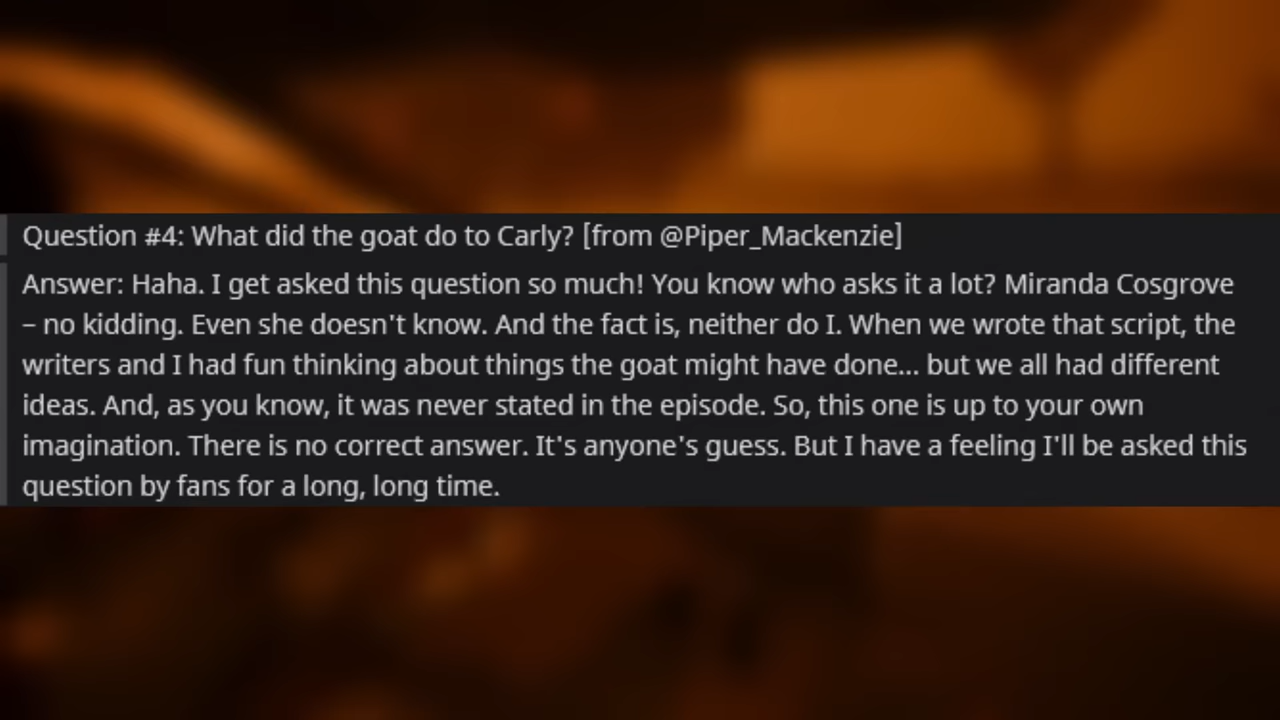 Question #4: What did the goat do to Carly? [from @Piper_Mackenzie]
Answer: Haha. I get asked this question so much! You know who asks it a lot? Miranda Cosgrove
– no kidding. Even she doesn't know. And the fact is, neither do I. When we wrote that script, the
writers and I had fun thinking about things the goat might have done... but we all had different
ideas. And, as you know, it was never stated in the episode. So, this one is up to your own
imagination. There is no correct answer. It's anyone's guess. But I have a feeling I'll be asked this
question by fans for a long, long time.